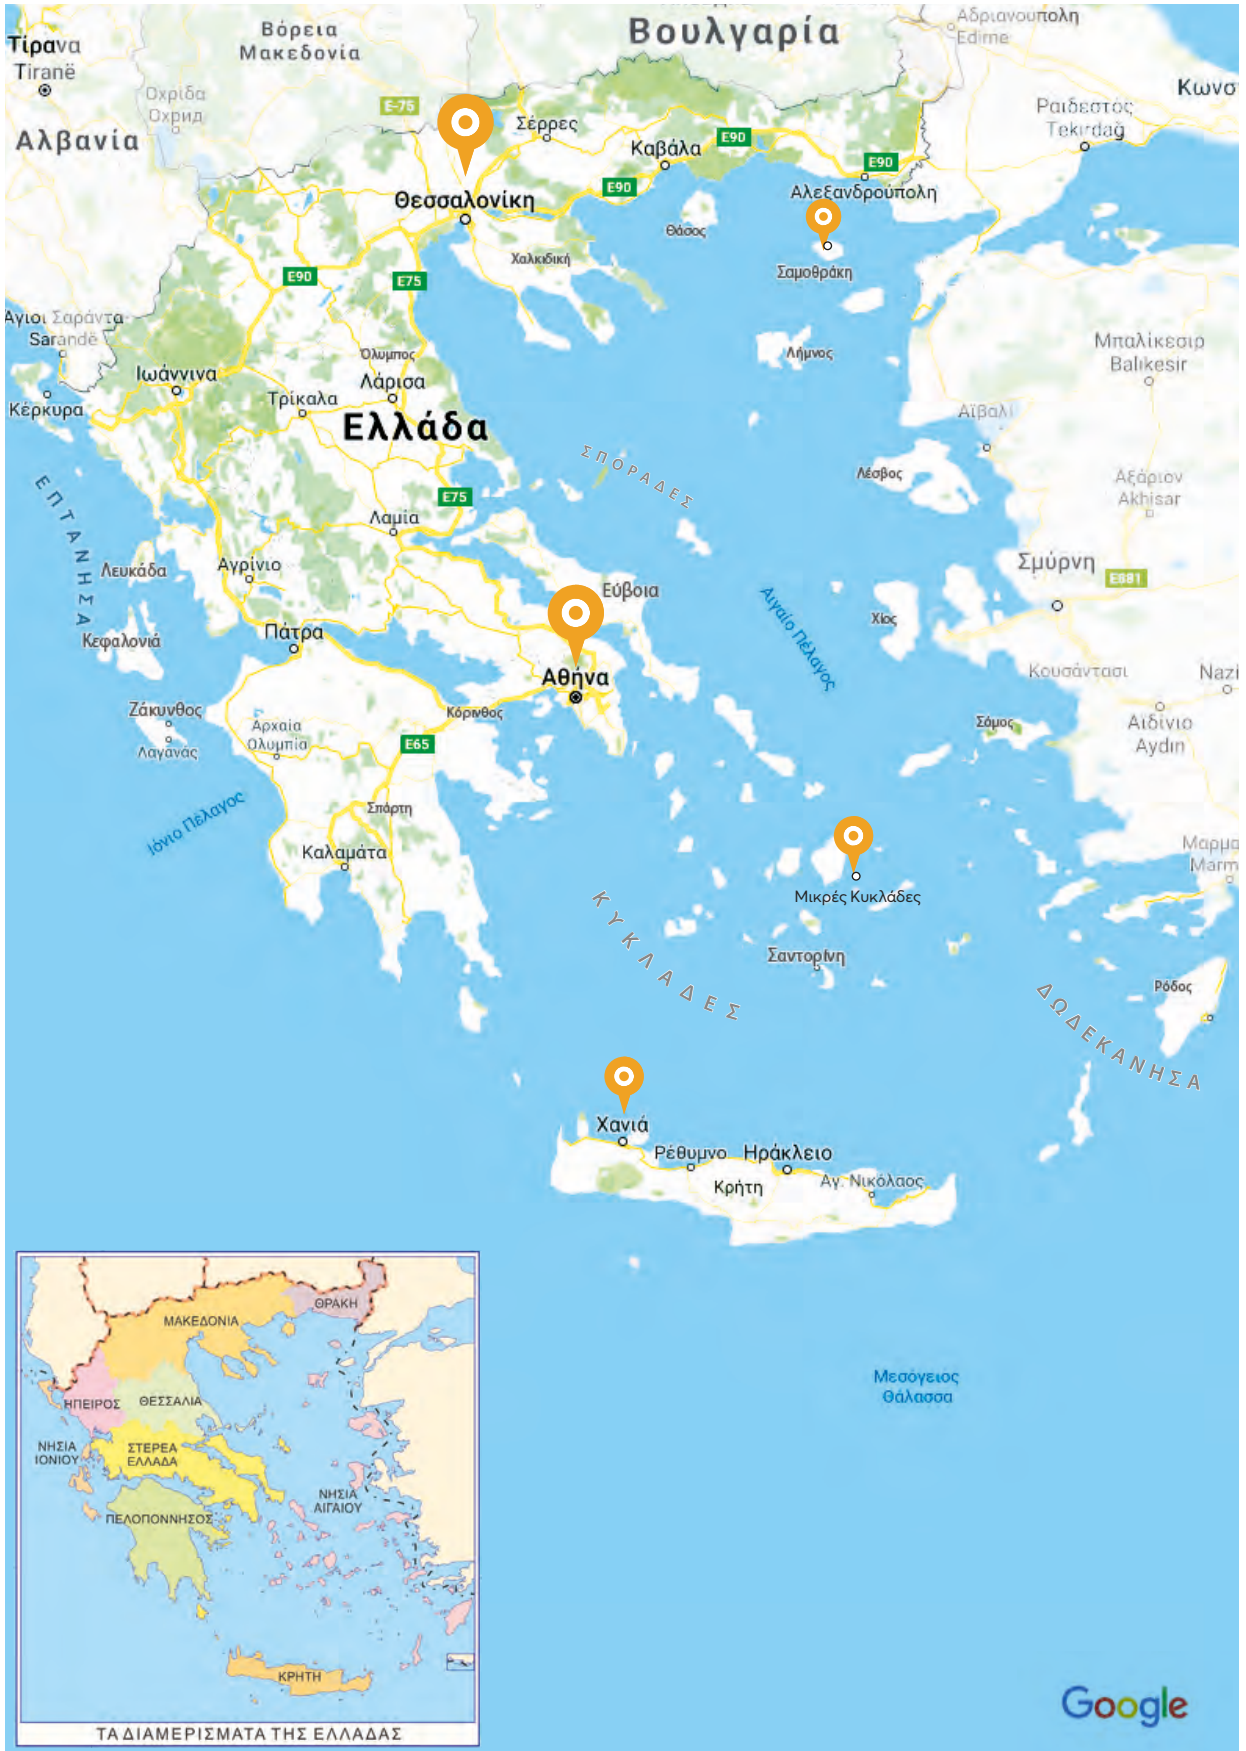 Βόρεια
Μακεδονία
Βουλγαρία
Αδριανούπολη
Edirne
Τίρανα
Tiranë
Οχρίδα
Охрид
Ε-75
Κωνσ
Ραιδεστός
Tekirdağ
Αλβανία
Σέρρες
Καβάλα
E90
E90
E90
Αλεξανδρούπολη
Θεσσαλονίκη
Θάσος
Χαλκιδική
Σαμοθράκη
E90
E75
Άγιοι Σαράντα
Sarandë
Όλυμπος
Λήμνος
Μπαλίκεσιρ
Balıkesir
Ιωάννινα
Λάρισα
Τρίκαλα
Κέρκυρα
Ελλάδα
Αϊβαλί
ΣΠΟΡΑΔΕΣ
Λέσβος
Αξάριον
Akhisar
ΕΠΤΑΝΗΣΑ
E75
Λαμία
Σμύρνη
E881
Λευκάδα
Αγρίνιο
Εύβοια
Αιγαίο Πέλαγος
Χίος
Κεφαλονιά
Πάτρα
Αθήνα
Κουσάντασι
Nazi
Ζάκυνθος
Λαγανάς
Αρχαία
Ολυμπία
Κόρινθος
E65
Σάμος
Αϊδίνιο
Aydın
Ιόνιο Πέλαγος
Σπάρτη
Καλαμάτα
Μαρμα
Marm
Μικρές Κυκλάδες
ΚΥΚΛΑΔΕΣ
Σαντορίνη
Ρόδος
ΔΩΔΕΚΑΝΗΣΑ
Χανιά
Ρέθυμνο
Ηράκλειο
Κρήτη
Αγ. Νικόλαος
Μεσόγειος
Θάλασσα
ΘΡΑΚΗ
ΜΑΚΕΔΟΝΙΑ
ΗΠΕΙΡΟΣ
ΘΕΣΣΑΛΙΑ
ΝΗΣΙΑ
ΙΟΝΙΟΥ
ΣΤΕΡΕΑ
ΕΛΛΑΔΑ
ΝΗΣΙΑ
ΑΙΓΑΙΟΥ
ΠΕΛΟΠΟΝΝΗΣΟΣ
ΚΡΗΤΗ
ΤΑ ΔΙΑΜΕΡΙΣΜΑΤΑ ΤΗΣ ΕΛΛΑΔΑΣ
Google